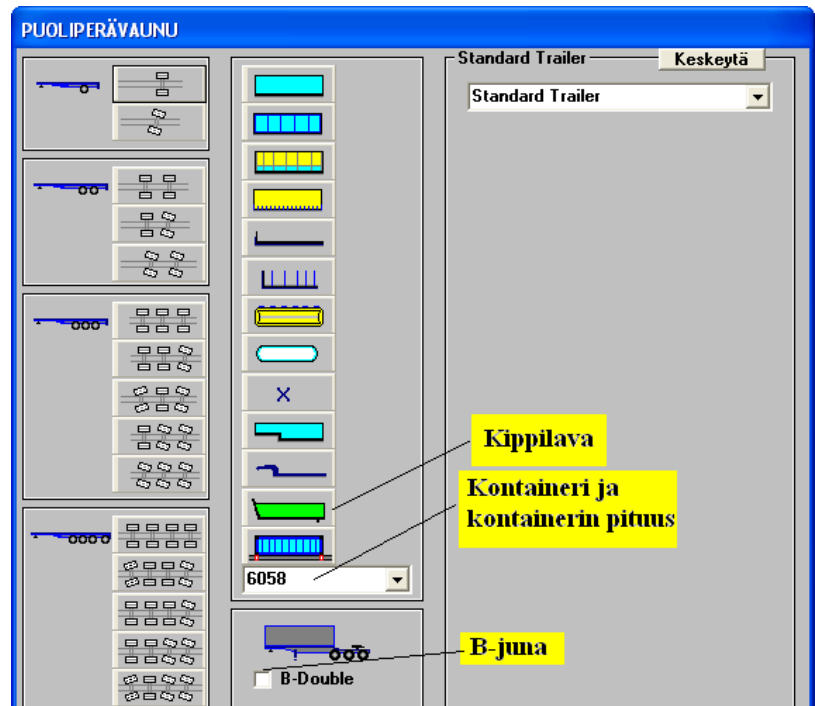 PUOLIPERÄVAUNU
Standard Trailer
Keskeytä
Standard Trailer
Kippilava
Kontaineri ja
kontainerin pituus
6058
B-juna
B-Double